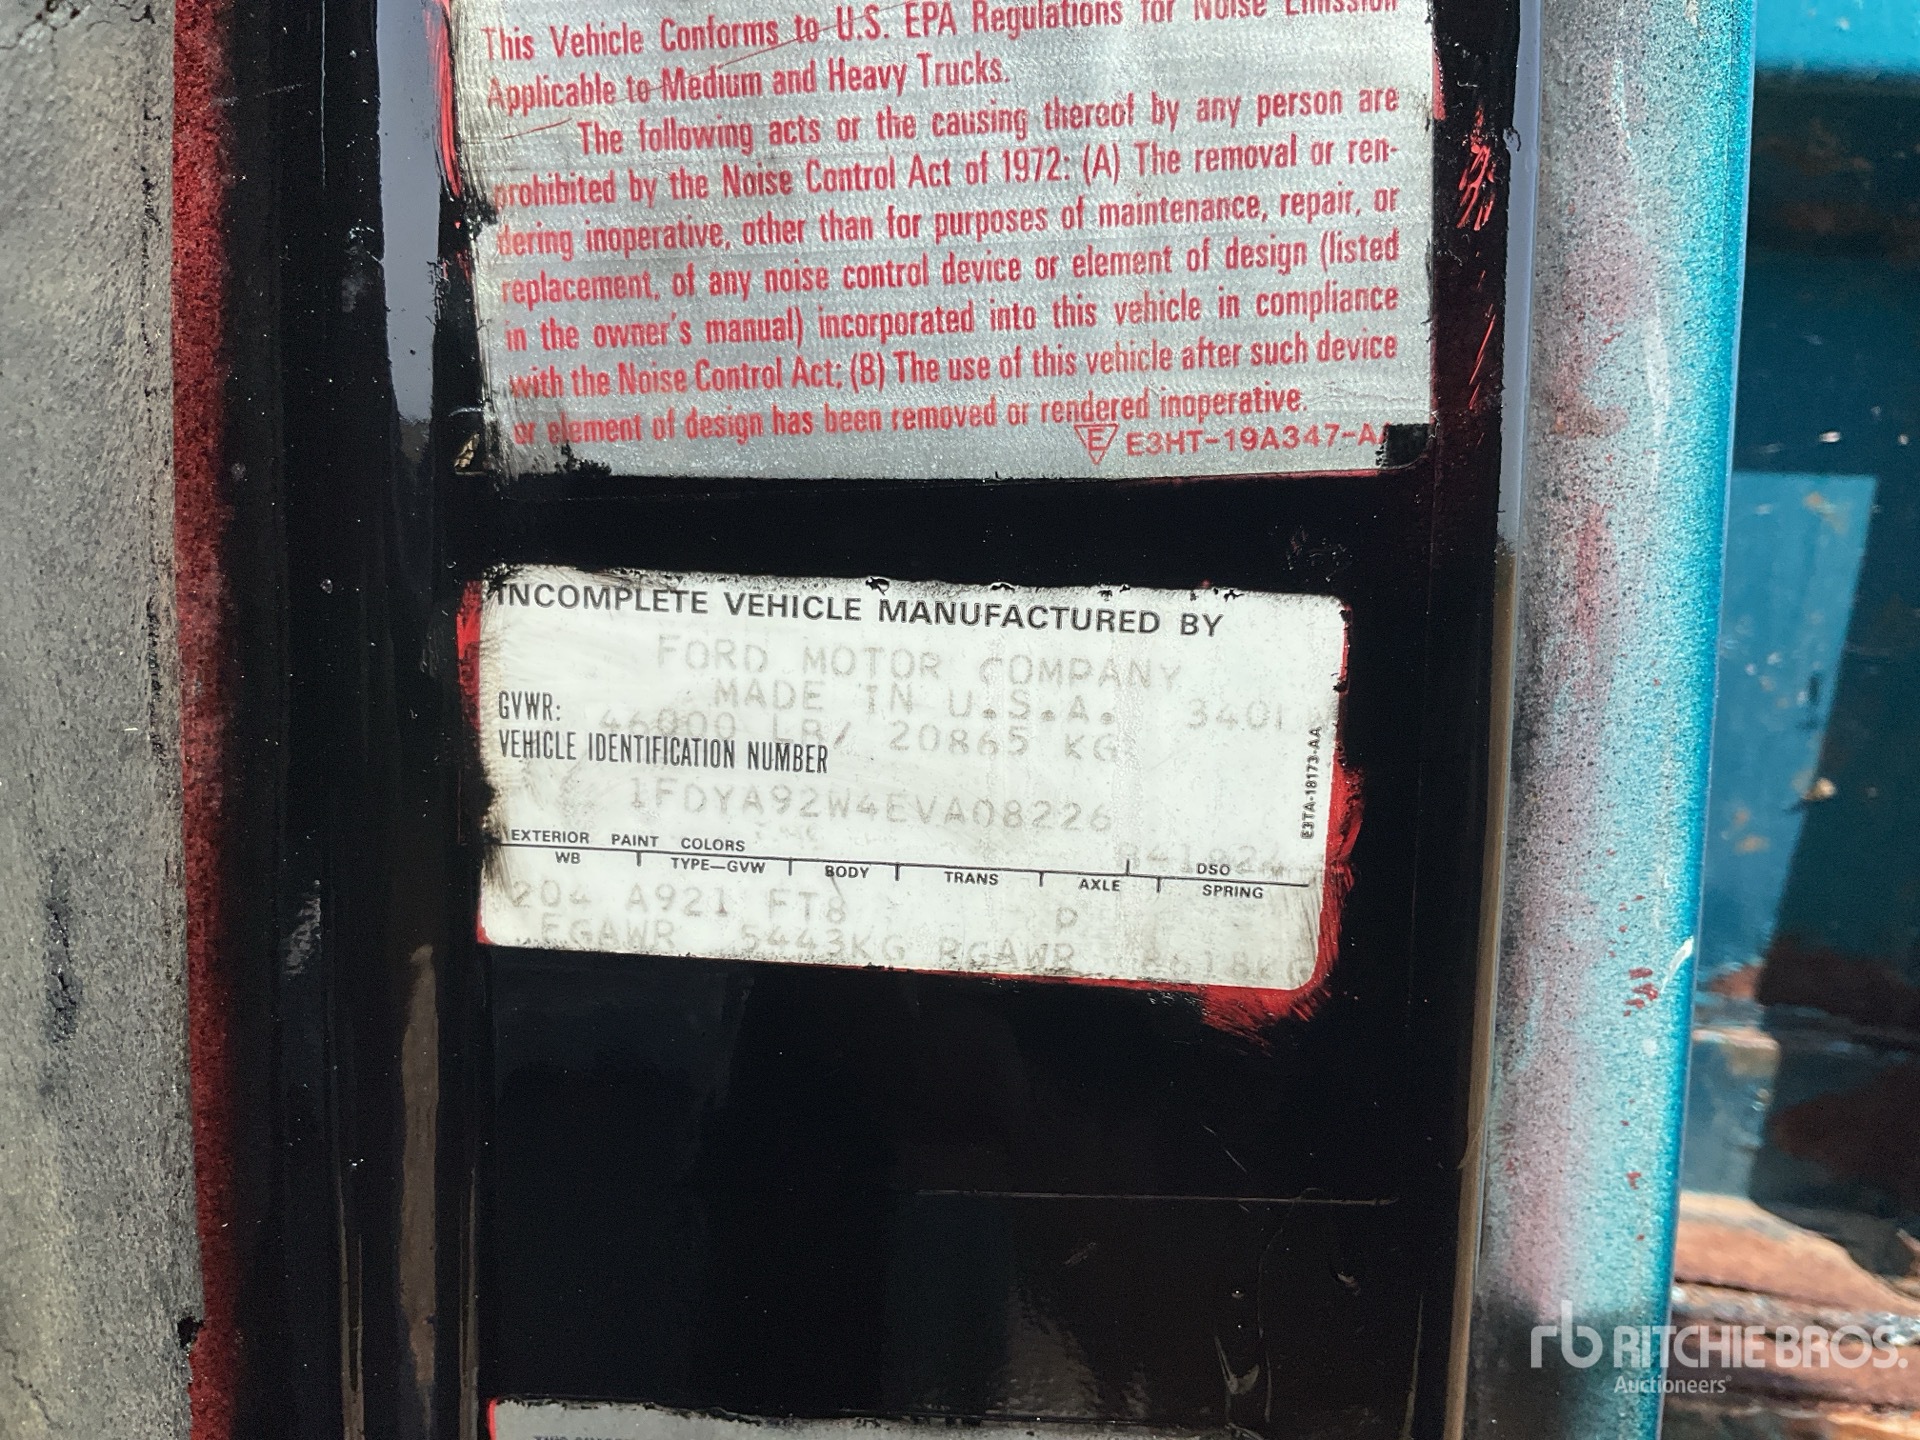 This Vehicle Conforms to U.S. EPA Regulations for Noise Emission
Applicable to Medium and Heavy Trucks.
The following acts or the causing thereof by any person are
prohibited by the Noise Control Act of 1972: (A) The removal or ren-
dering inoperative, other than for purposes of maintenance, repair, or
replacement, of any noise control device or element of design (listed
in the owner's manual) incorporated into this vehicle in compliance
with the Noise Control Act; (B) The use of this vehicle after such device
or element of design has been removed or rendered inoperative.
E E3HT-19A347-AA
INCOMPLETE VEHICLE MANUFACTURED BY
FORD MOTOR COMPANY
MADE IN U.S.A.
GVWR: 46000 LB/ 20865 KG
VEHICLE IDENTIFICATION NUMBER
1FDYA92W4EVA08226
E3TA-18173-AA
EXTERIOR PAINT COLORS DSO
WB TYPE-GVW BODY TRANS AXLE SPRING
204 A921 FT8 P
FGAWR 5443KG RGAWR
rb RITCHIE BROS.
Auctioneers